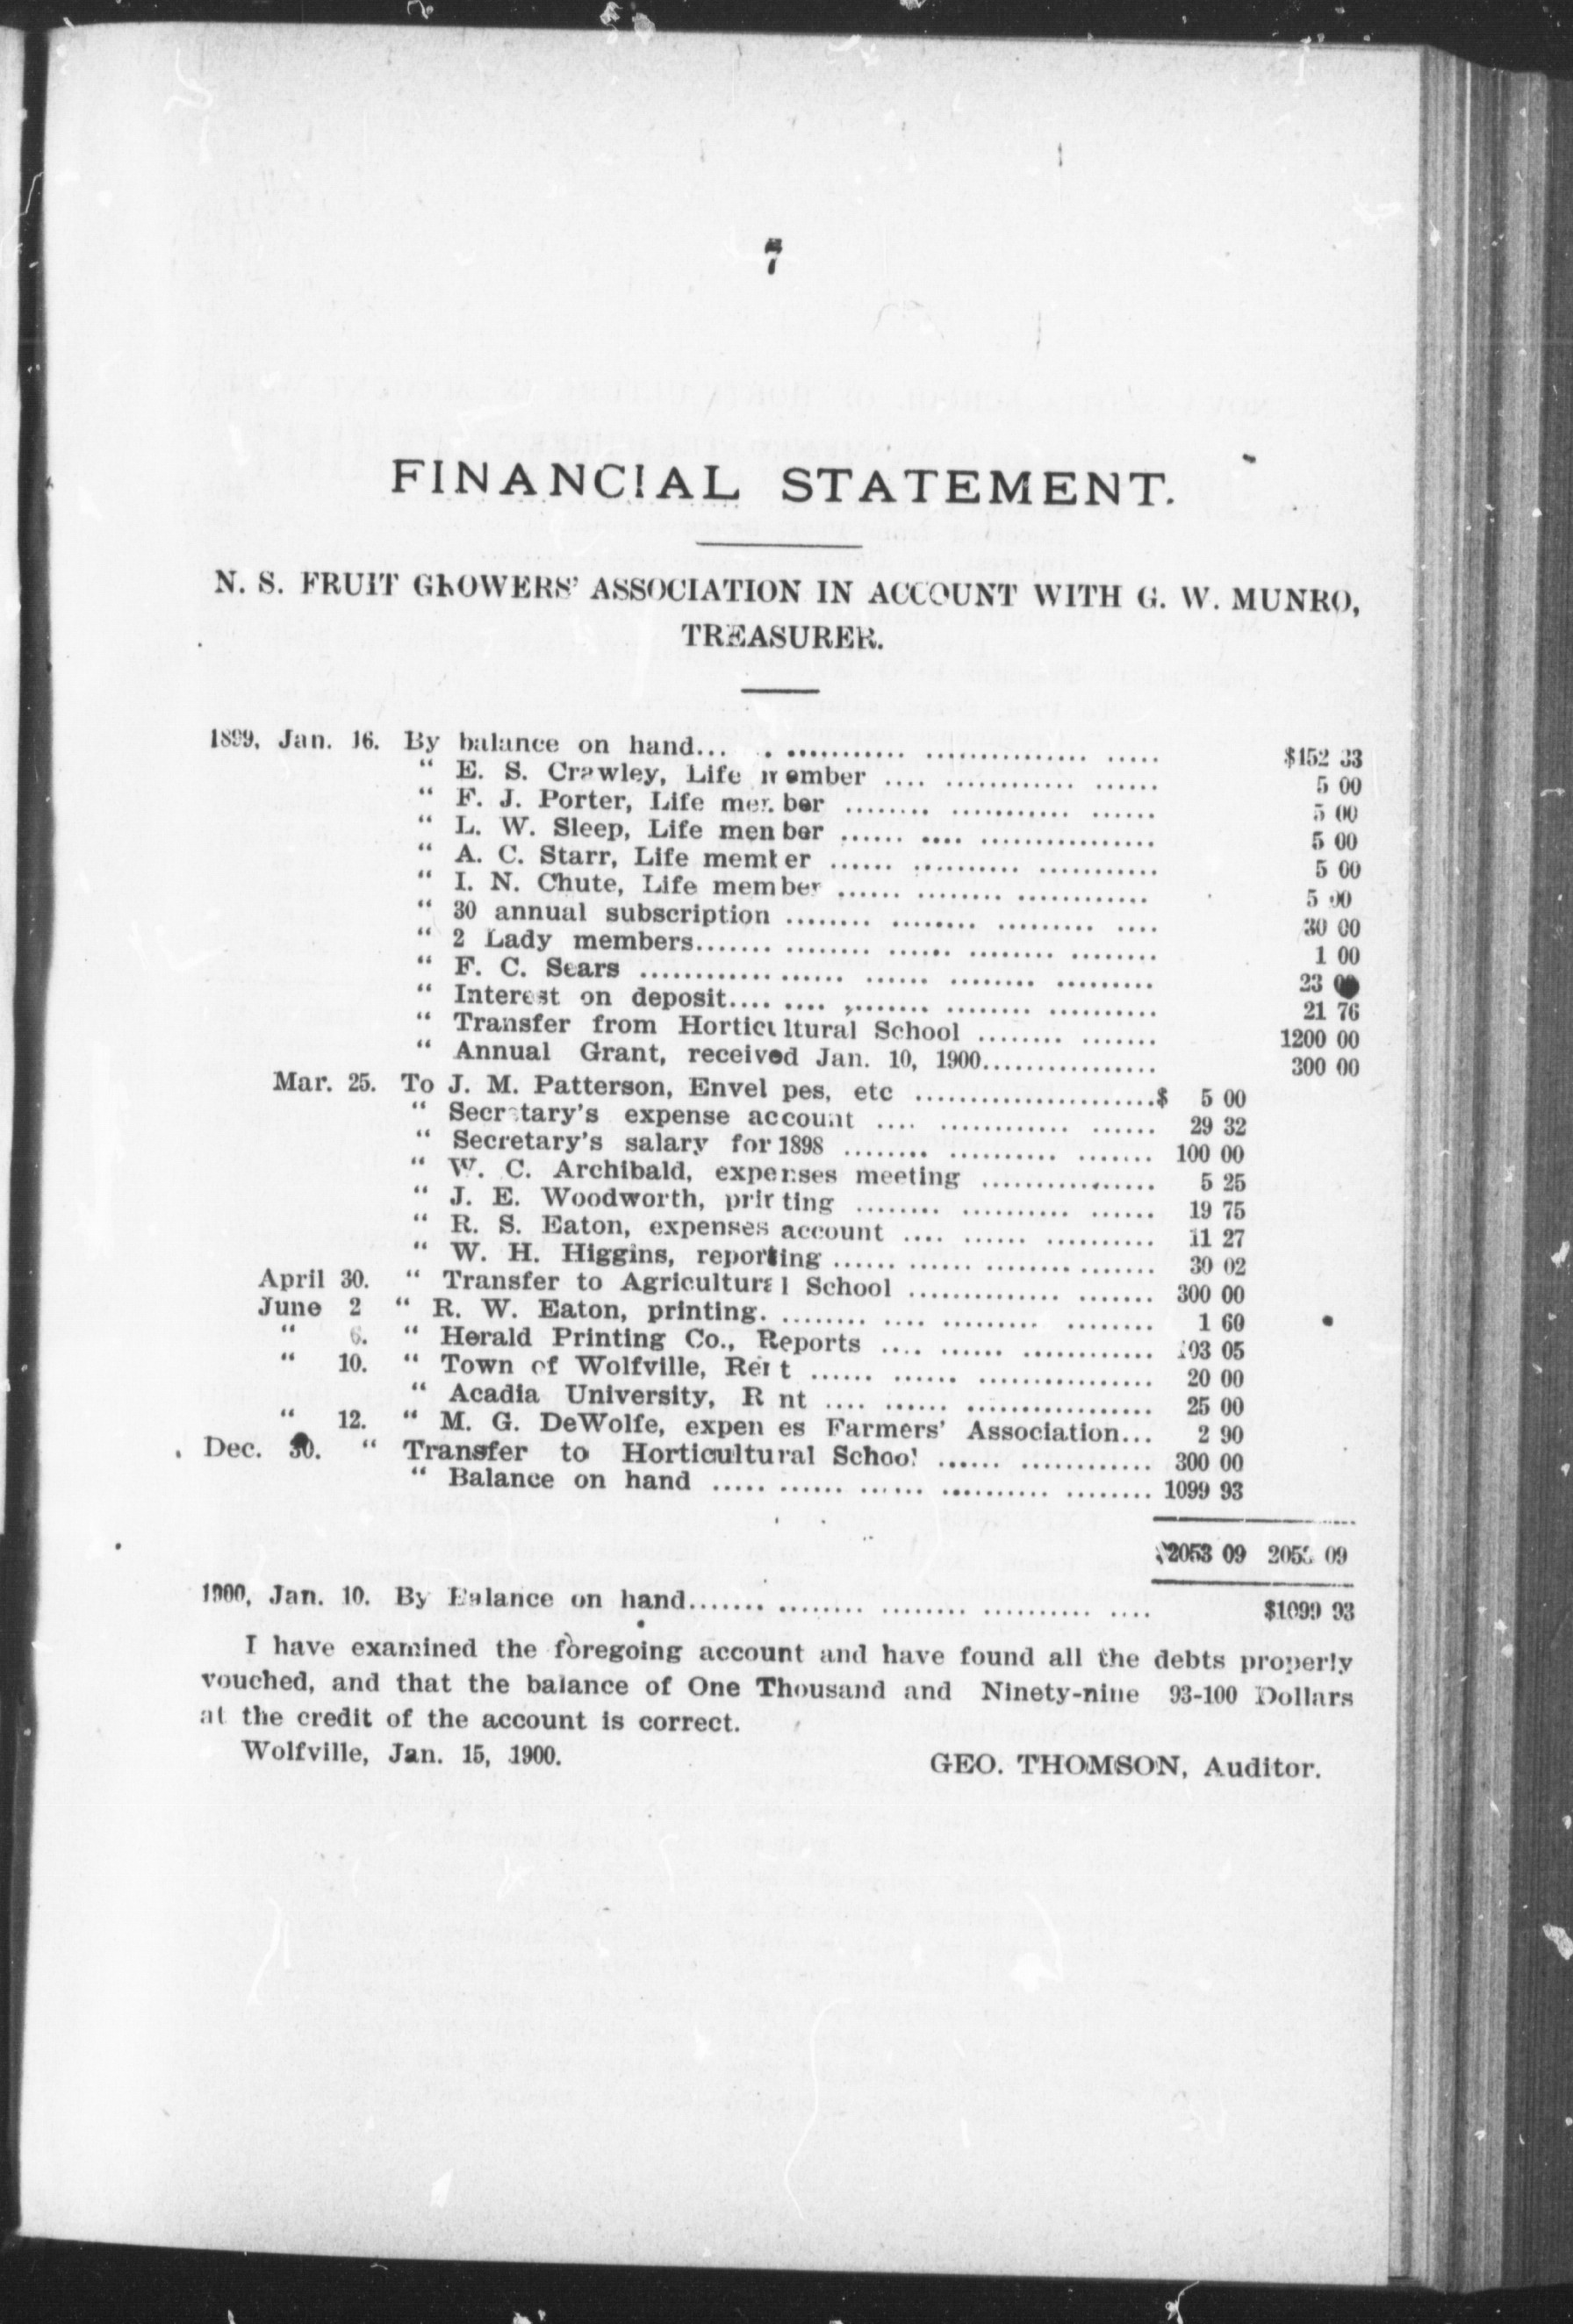 7
FINANCIAL STATEMENT.
N. S. FRUIT GROWERS' ASSOCIATION IN ACCOUNT WITH G. W. MUNRO,
TREASURER.
1899, Jan. 16. By balance on hand... . ........... ............... ..... $152 33
" E. S. Crawley, Life member .... ............ ...... 5 00
" F. J. Porter, Life member ........ ........... ...... 5 00
" L. W. Sleep, Life member ...... .... ................ 5 00
" A. C. Starr, Life member ...... .......... ............ 5 00
" I. N. Chute, Life member ...... ........ ............ 5 00
" 30 annual subscription ........ ........ ......... .... 30 00
" 2 Lady members....... ........ ...... ........ ........ 1 00
" F. C. Sears ............ ...... ...... ........ ......... 23 00
" Interest on deposit.... .... ,....... ........ .......... 21 76
" Transfer from Horticultural School ........ ....... 1200 00
" Annual Grant, received Jan. 10, 1900................ 300 00
Mar. 25. To J. M. Patterson, Envel pes, etc ......................$ 5 00
" Secretary's expense account .... ............ ...... 29 32
" Secretary's salary for 1898 ........ .......... ....... 100 00
" W. C. Archibald, expenses meeting ................ 5 25
" J. E. Woodworth, printing ........ .......... ...... 19 75
" R. S. Eaton, expenses account .... ...... .......... 11 27
" W. H. Higgins, reporting ...... ...... ........ ....... 30 02
April 30. " Transfer to Agricultural School .............. ....... 300 00
June 2 " R. W. Eaton, printing. ........ .... ......... ........ 1 60
" 6. " Herald Printing Co., Reports .... ...... ............ 103 05
" 10. " Town of Wolfville, Rent ...... ...... ................ 20 00
" Acadia University, R nt .... ...... ................. 25 00
" 12. " M. G. DeWolfe, expen es Farmers' Association... 2 90
Dec. 30. " Transfer to Horticultural School ...... ............ 300 00
" Balance on hand ..... ...... ...... .......... ........ 1099 93
$2053 09 2053 09
1900, Jan. 10. By Balance on hand....... ........ ........ .......... .... $1099 93
I have examined the foregoing account and have found all the debts properly
vouched, and that the balance of One Thousand and Ninety-nine 93-100 Dollars
at the credit of the account is correct.
Wolfville, Jan. 15, 1900.
GEO. THOMSON, Auditor.